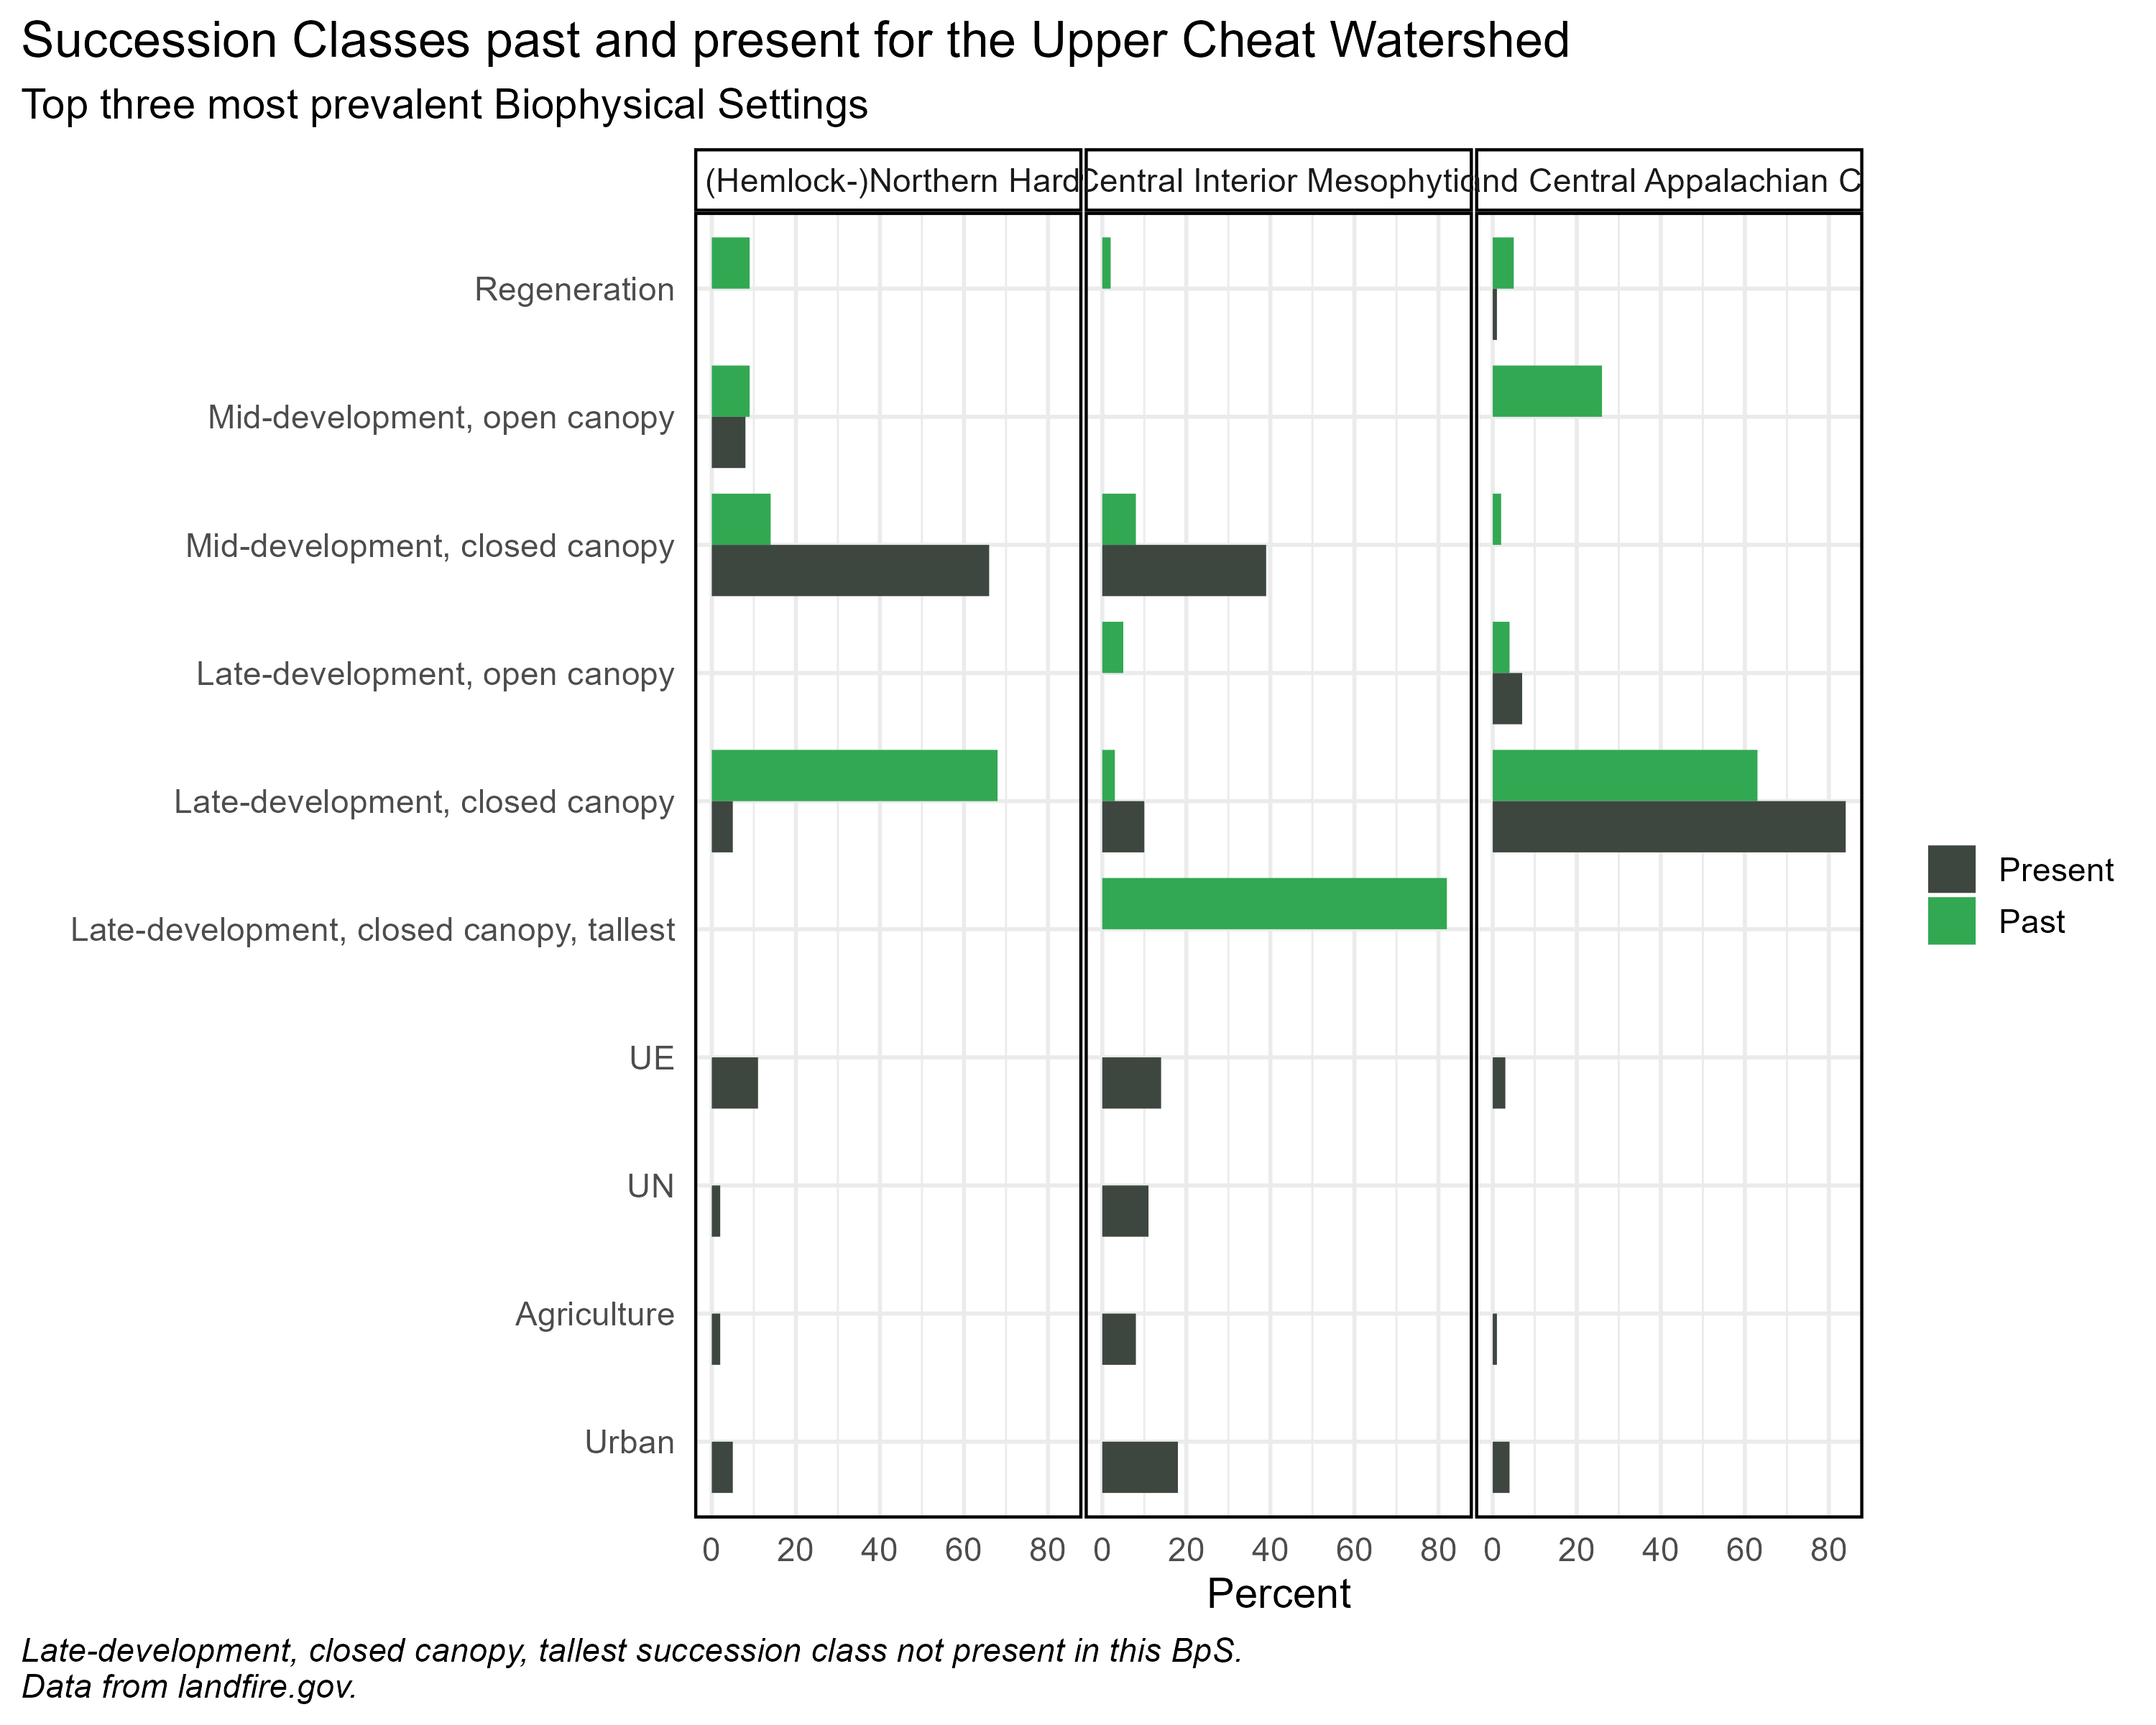 Succession Classes past and present for the Upper Cheat Watershed
Top three most prevalent Biophysical Settings
(Hemlock-)Northern Hard
Central Interior Mesophytic
and Central Appalachian C
Regeneration
Mid-development, open canopy
Mid-development, closed canopy
Late-development, open canopy
Late-development, closed canopy
Late-development, closed canopy, tallest
UE
UN
Agriculture
Urban
0 20 40 60 80
0 20 40 60 80
0 20 40 60 80
Percent
Present
Past
Late-development, closed canopy, tallest succession class not present in this BpS.
Data from landfire.gov.